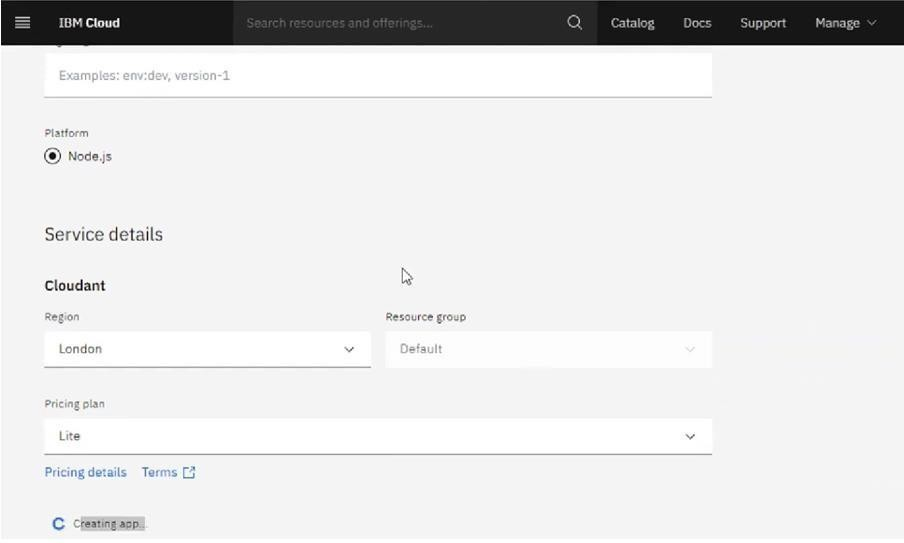 IBM Cloud Search resources and offerings... Catalog Docs Support Manage
Examples: env:dev, version-1
Platform
Node.js
Service details
Cloudant
Region Resource group
London Default
Pricing plan
Lite
Pricing details Terms
Creating app...